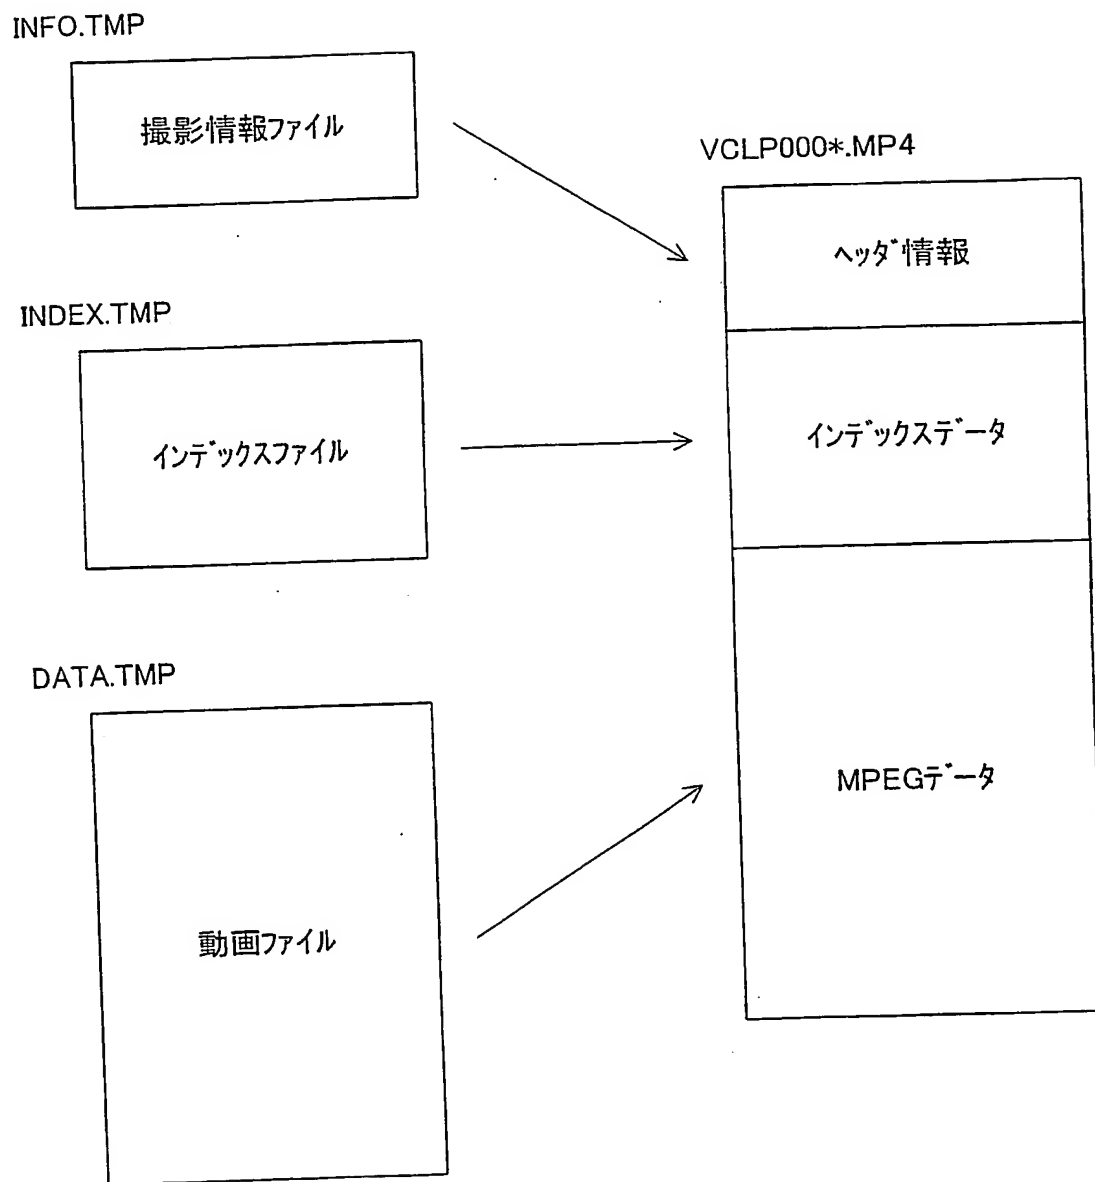 INFO.TMP
撮影情報ファイル
VCLP000*.MP4
ヘッダ情報
INDEX.TMP
インデックスファイル
インデックスデータ
DATA.TMP
MPEGデータ
動画ファイル